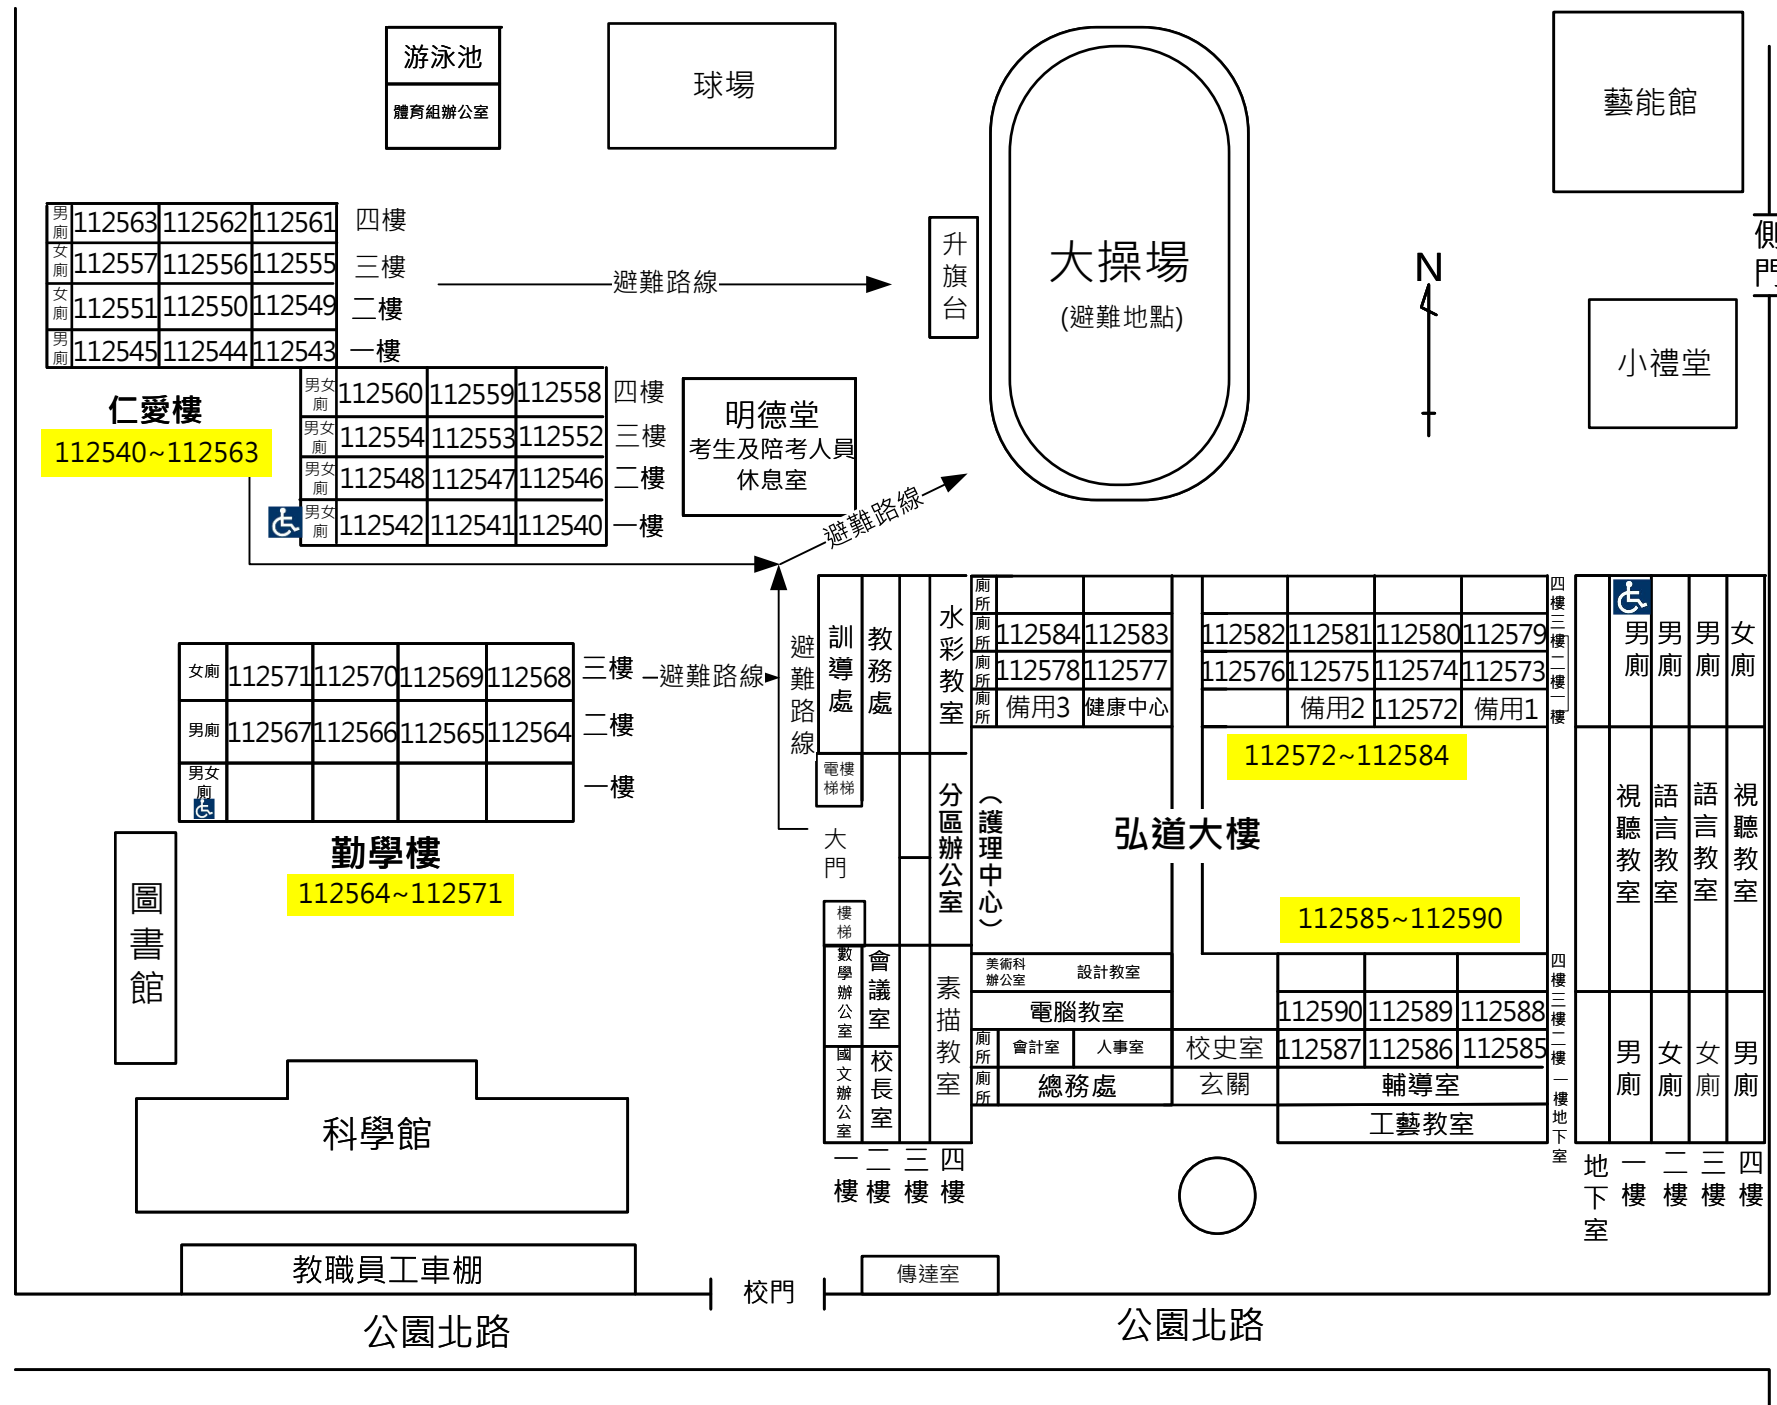 游泳池
體育組辦公室
球場
藝能館
側門
升旗台
大操場
(避難地點)
N
小禮堂
男廁 112563 112562 112561 四樓
女廁 112557 112556 112555 三樓
女廁 112551 112550 112549 二樓
男廁 112545 112544 112543 一樓
避難路線
仁愛樓
112540~112563
男女廁 112560 112559 112558 四樓
男女廁 112554 112553 112552 三樓
男女廁 112548 112547 112546 二樓
男女廁 112542 112541 112540 一樓
明德堂
考生及陪考人員
休息室
避難路線
女廁 112571 112570 112569 112568 三樓
男廁 112567 112566 112565 112564 二樓
男女廁 一樓
避難路線
避難路線
勤學樓
112564~112571
圖書館
科學館
教職員工車棚
訓導處
教務處
水彩教室
電梯
樓梯
大門
分區辦公室
(護理中心)
樓梯
數學辦公室
國文辦公室
會議室
校長室
素描教室
一樓
二樓
三樓
四樓
廁所 四樓
廁所 112584 112583 112582 112581 112580 112579 三樓
廁所 112578 112577 112576 112575 112574 112573 二樓
廁所 備用3 健康中心 備用2 112572 備用1 一樓
112572~112584
弘道大樓
112585~112590
美術科辦公室 設計教室 四樓
電腦教室 112590 112589 112588 三樓
廁所 會計室 人事室 校史室 112587 112586 112585 二樓
廁所 總務處 玄關 輔導室 一樓
工藝教室 地下室
男廁 男廁 男廁 女廁
視聽教室 語言教室 語言教室 視聽教室
男廁 女廁 女廁 男廁
地下室 一樓 二樓 三樓 四樓
校門
傳達室
公園北路
公園北路